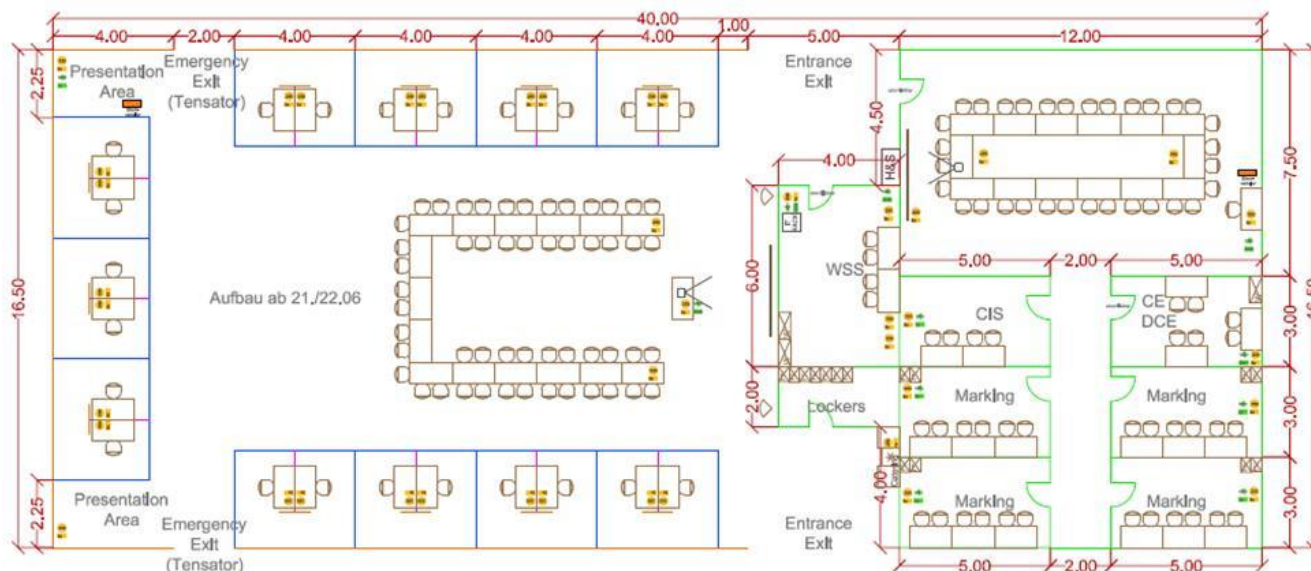 40.00
1.00
4.00
2.00
4.00
4.00
4.00
4.00
5.00
12.00
2.25
Presentation
Area
Emergency
Exit
(Tensator)
Entrance
Exit
4.50
7.50
4.00
H&S
16.50
Aufbau ab 21./22.06
6.00
WSS
5.00
2.00
5.00
CIS
CE
DCE
3.00
16.50
2.00
Lockers
Marking
Marking
3.00
4.00
Marking
Marking
3.00
2.25
Presentation
Area
Emergency
Exit
(Tensator)
Entrance
Exit
5.00
2.00
5.00